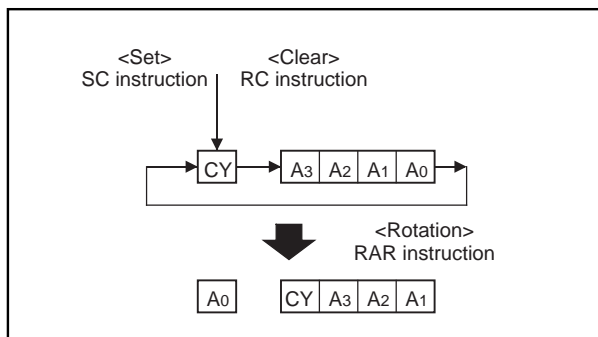 <Set> <Clear>
SC instruction RC instruction
CY A3 A2 A1 A0
<Rotation>
RAR instruction
A0 CY A3 A2 A1